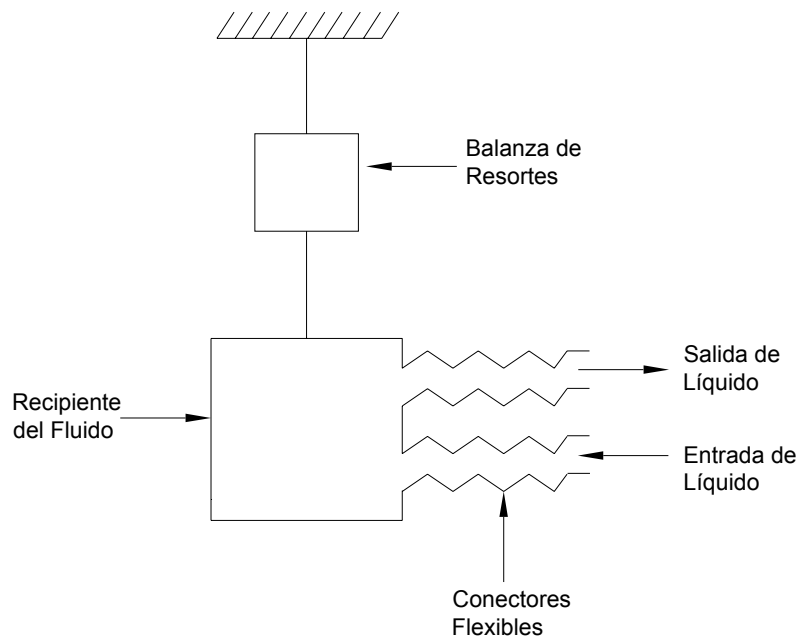 Balanza de
Resortes
Salida de
Líquido
Recipiente
del Fluido
Entrada de
Líquido
Conectores
Flexibles